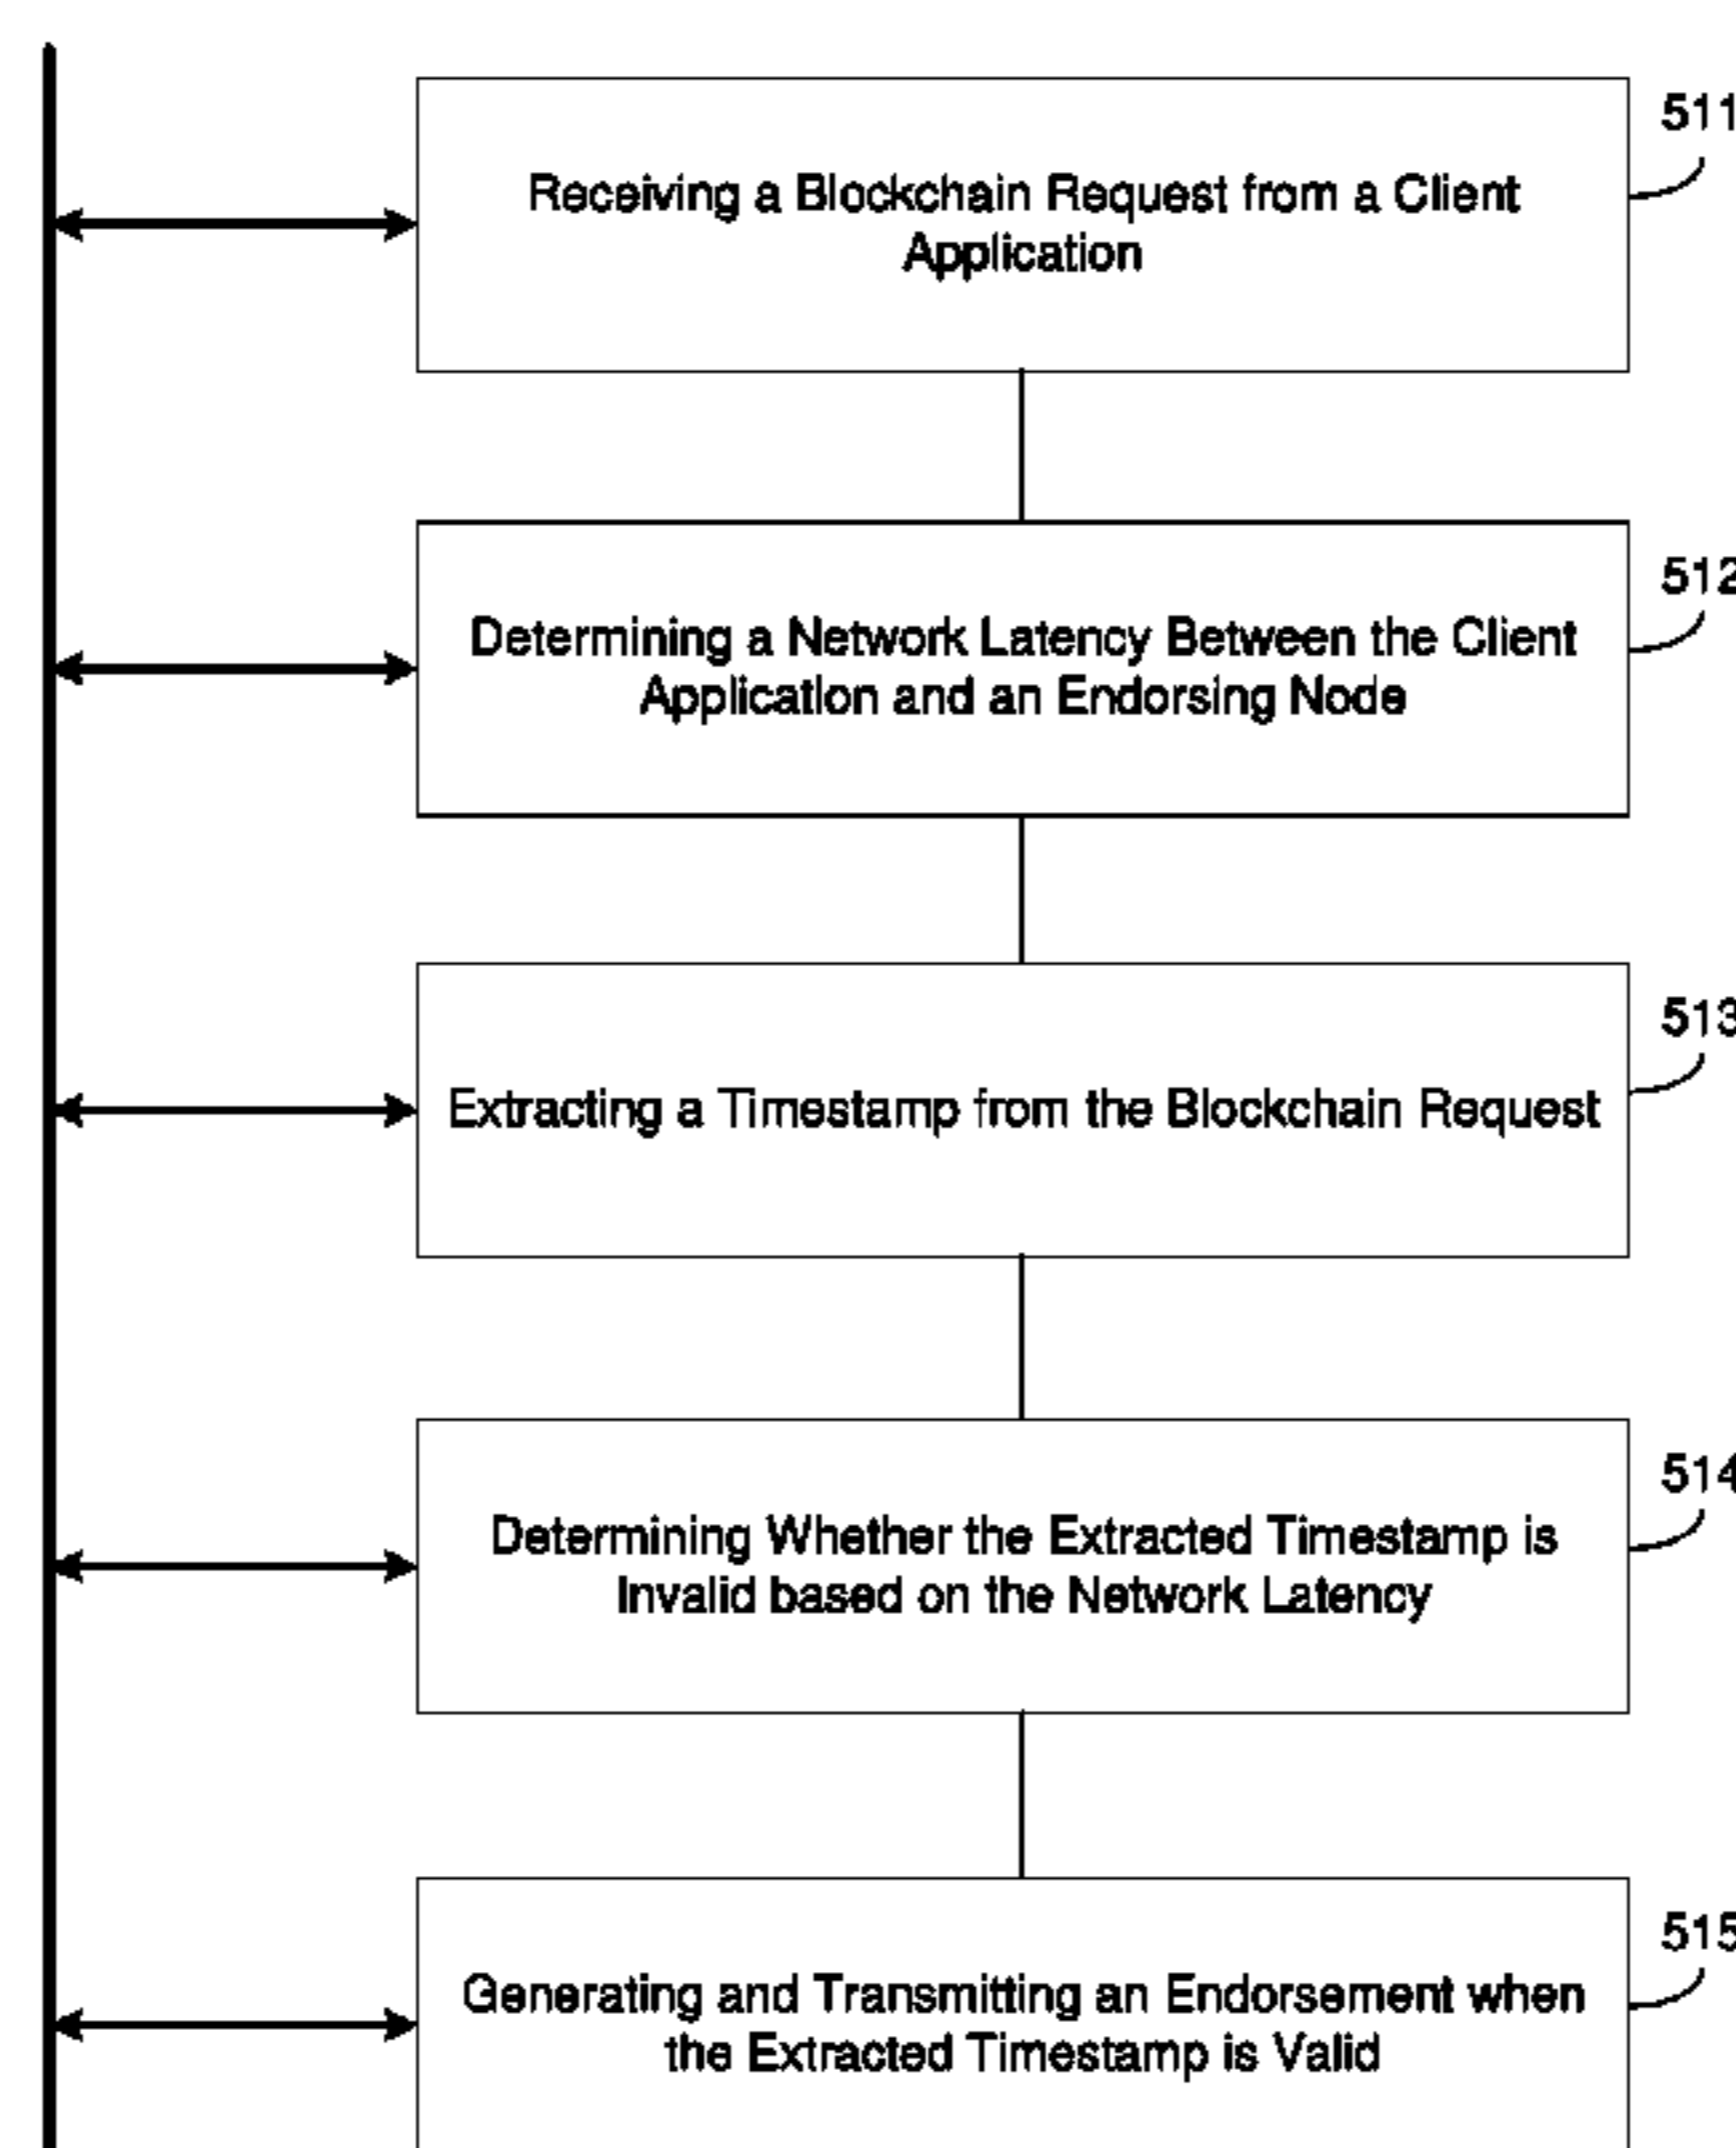 511
Receiving a Blockchain Request from a Client
Application
512
Determining a Network Latency Between the Client
Application and an Endorsing Node
513
Extracting a Timestamp from the Blockchain Request
514
Determining Whether the Extracted Timestamp is
Invalid based on the Network Latency
515
Generating and Transmitting an Endorsement when
the Extracted Timestamp is Valid